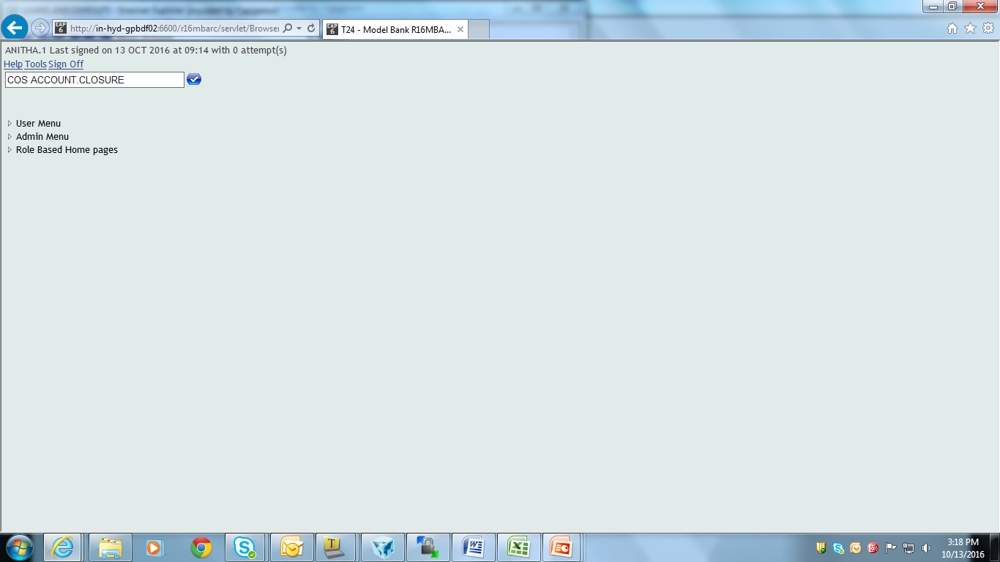 http://in-hyd-gpbdf02:6600/r16mbarc/servlet/Browser
T24 - Model Bank R16MBA...
ANITHA.1 Last signed on 13 OCT 2016 at 09:14 with 0 attempt(s)
Help Tools Sign Off
COS ACCOUNT.CLOSURE
User Menu
Admin Menu
Role Based Home pages
3:18 PM
10/13/2016